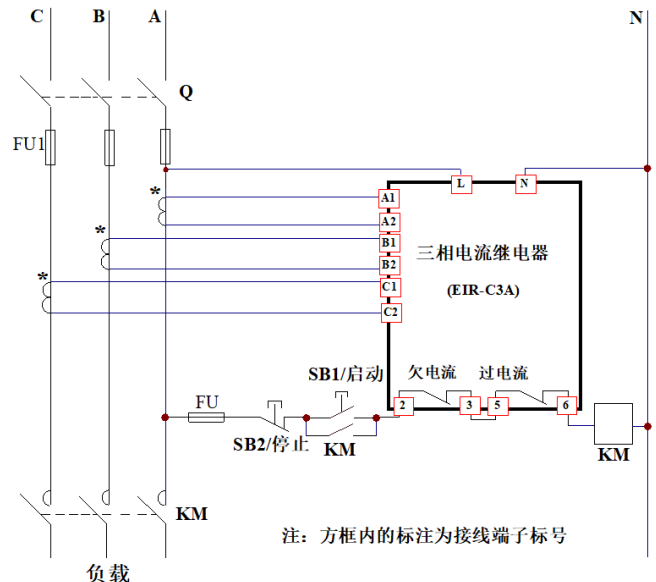 C B A N
Q
FU1
L N
*
A1
A2
*
B1
B2
三相电流继电器
(EIR-C3A)
*
C1
C2
SB1/启动
欠电流 过电流
FU
2 3 5 6
SB2/停止
KM
KM
KM
注：方框内的标注为接线端子标号
负载